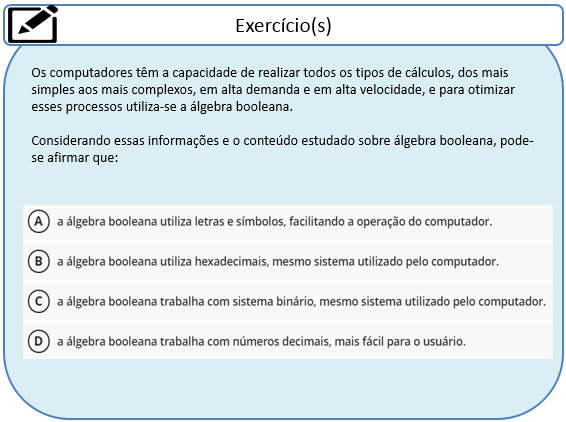 Exercício(s)
Os computadores têm a capacidade de realizar todos os tipos de cálculos, dos mais
simples aos mais complexos, em alta demanda e em alta velocidade, e para otimizar
esses processos utiliza-se a álgebra booleana.
Considerando essas informações e o conteúdo estudado sobre álgebra booleana, pode-
se afirmar que:
A a álgebra booleana utiliza letras e símbolos, facilitando a operação do computador.
B a álgebra booleana utiliza hexadecimais, mesmo sistema utilizado pelo computador.
C a álgebra booleana trabalha com sistema binário, mesmo sistema utilizado pelo computador.
D a álgebra booleana trabalha com números decimais, mais fácil para o usuário.